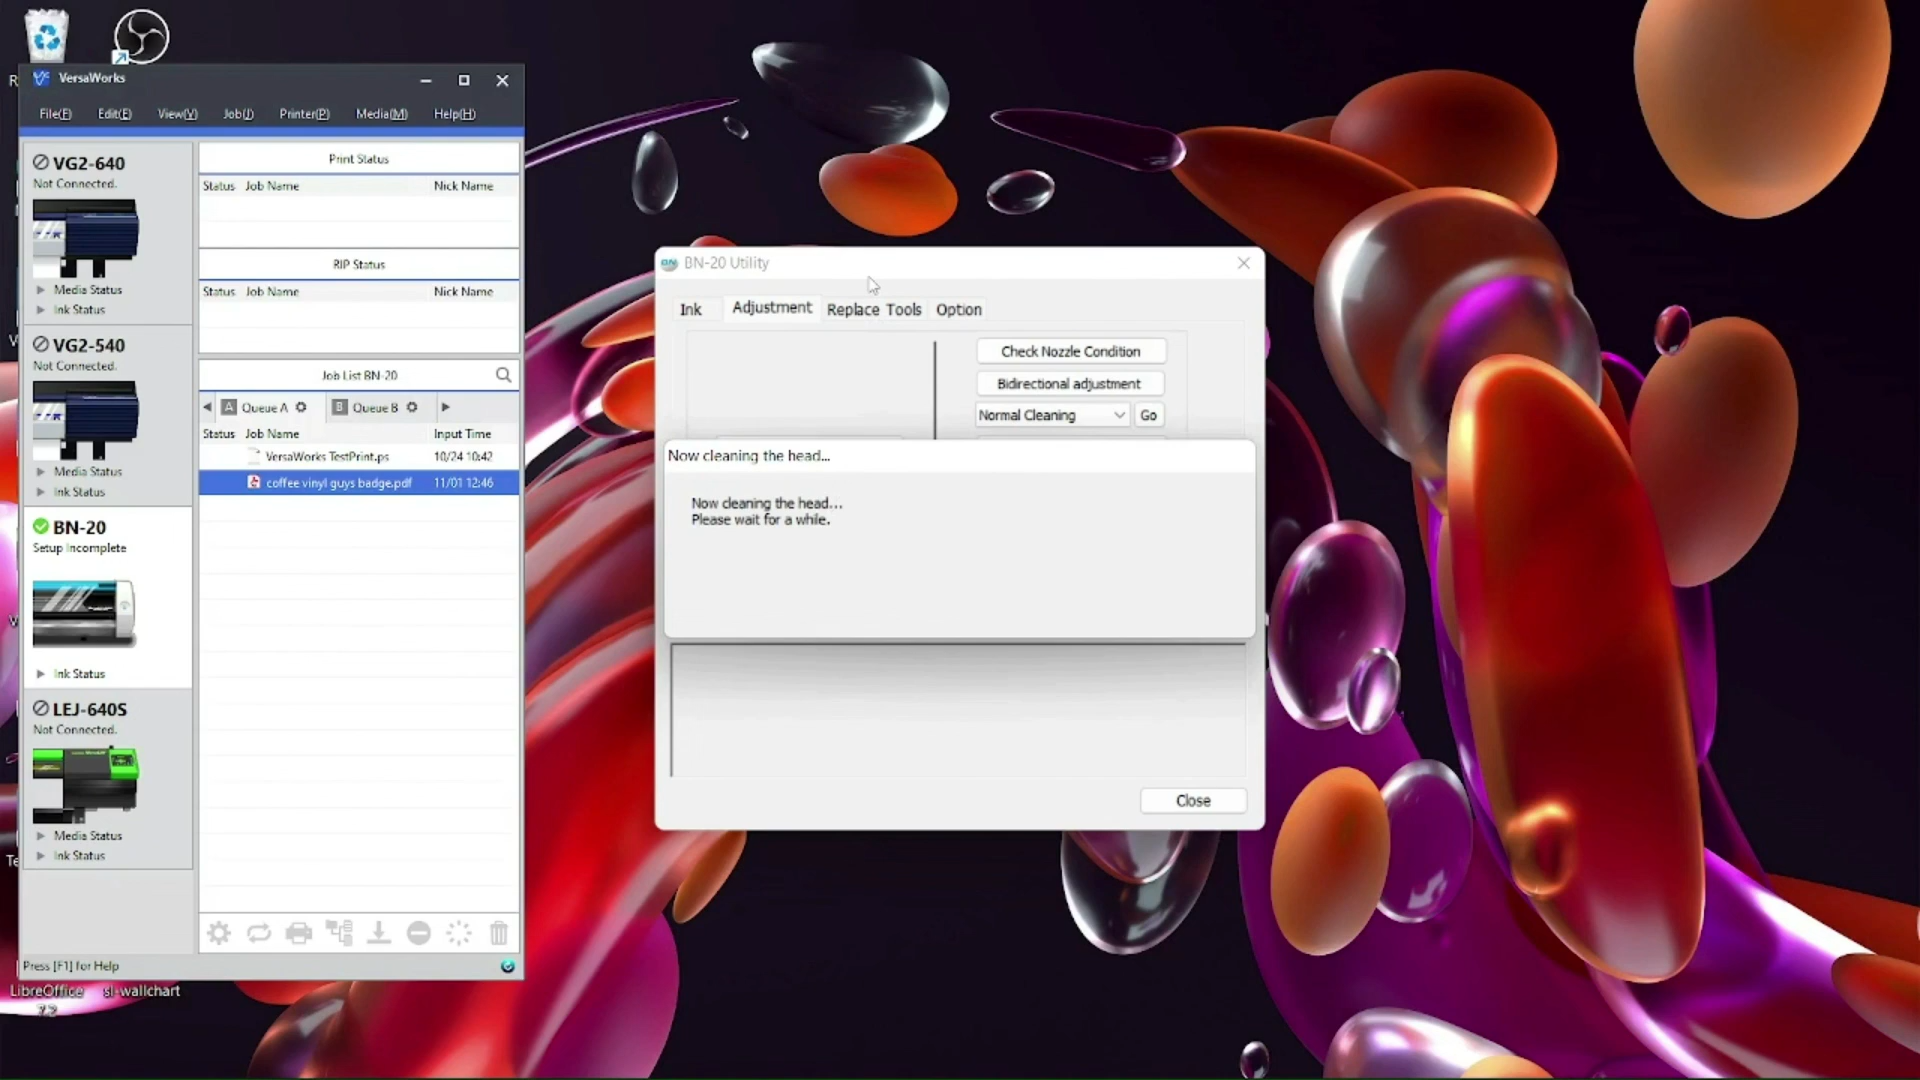 VersaWorks
File(F) Edit(E) View(V) Job(J) Printer(P) Media(M) Help(H)
VG2-640
Not Connected.
Media Status
Ink Status
VG2-540
Not Connected.
Media Status
Ink Status
BN-20
Setup Incomplete
Ink Status
LEJ-640S
Not Connected.
Media Status
Ink Status
Print Status
Status Job Name Nick Name
RIP Status
Status Job Name Nick Name
Job List BN-20
A Queue A B Queue B
Status Job Name Input Time
VersaWorks TestPrint.ps 10/24 10:42
coffee vinyl guys badge.pdf 11/01 12:46
Press [F1] for Help
LibreOffice sl-wallchart
7.2
BN-20 Utility
Ink Adjustment Replace Tools Option
Check Nozzle Condition
Bidirectional adjustment
Normal Cleaning Go
Now cleaning the head...
Now cleaning the head...
Please wait for a while.
Close